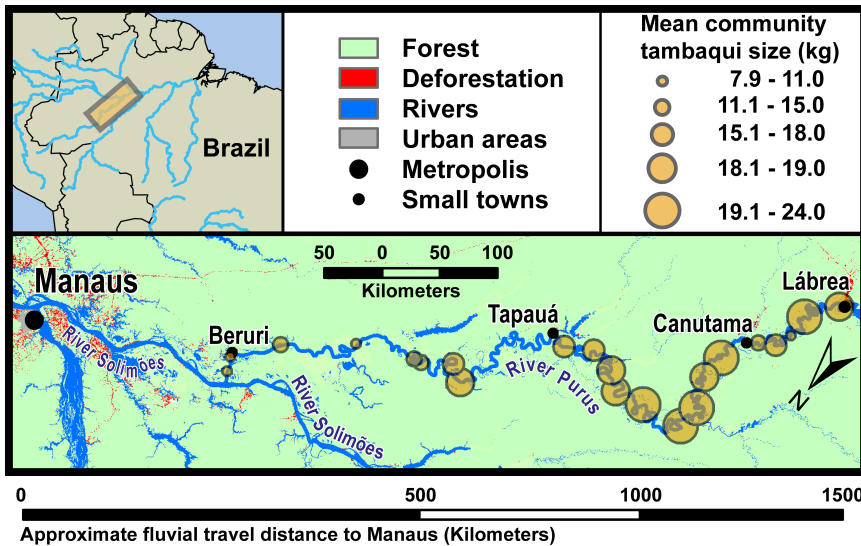 Brazil
Forest
Deforestation
Rivers
Urban areas
Metropolis
Small towns
Mean community
tambaqui size (kg)
7.9 - 11.0
11.1 - 15.0
15.1 - 18.0
18.1 - 19.0
19.1 - 24.0
50 0 50 100
Kilometers
Manaus
River Solimões
Beruri
River Solimões
Tapauá
River Purus
Canutama
Lábrea
N
0 500 1000 1500
Approximate fluvial travel distance to Manaus (Kilometers)